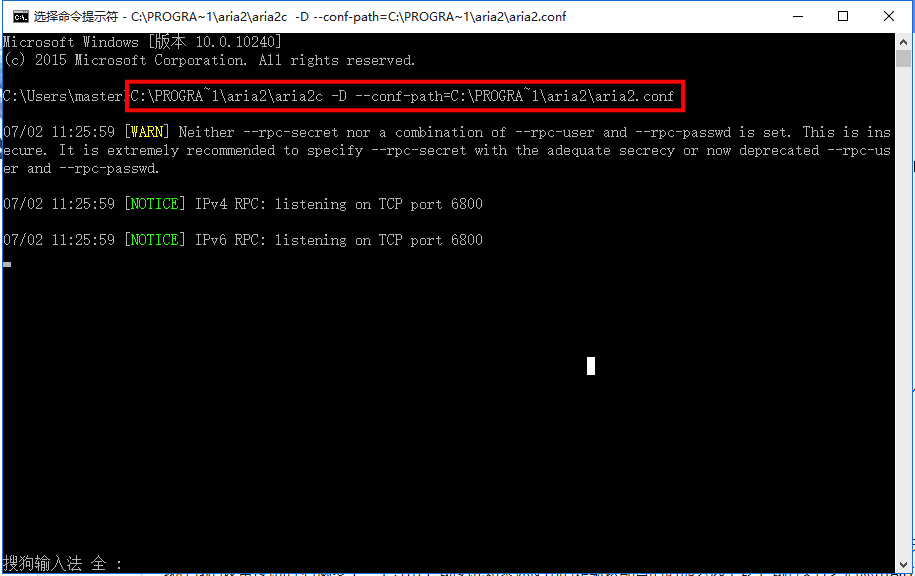 选择命令提示符 - C:\PROGRA~1\aria2\aria2c -D --conf-path=C:\PROGRA~1\aria2\aria2.conf
Microsoft Windows [版本 10.0.10240]
(c) 2015 Microsoft Corporation. All rights reserved.
C:\Users\master>C:\PROGRA~1\aria2\aria2c -D --conf-path=C:\PROGRA~1\aria2\aria2.conf
07/02 11:25:59 [WARN] Neither --rpc-secret nor a combination of --rpc-user and --rpc-passwd is set. This is ins
ecure. It is extremely recommended to specify --rpc-secret with the adequate secrecy or now deprecated --rpc-us
er and --rpc-passwd.
07/02 11:25:59 [NOTICE] IPv4 RPC: listening on TCP port 6800
07/02 11:25:59 [NOTICE] IPv6 RPC: listening on TCP port 6800
搜狗输入法 全 :